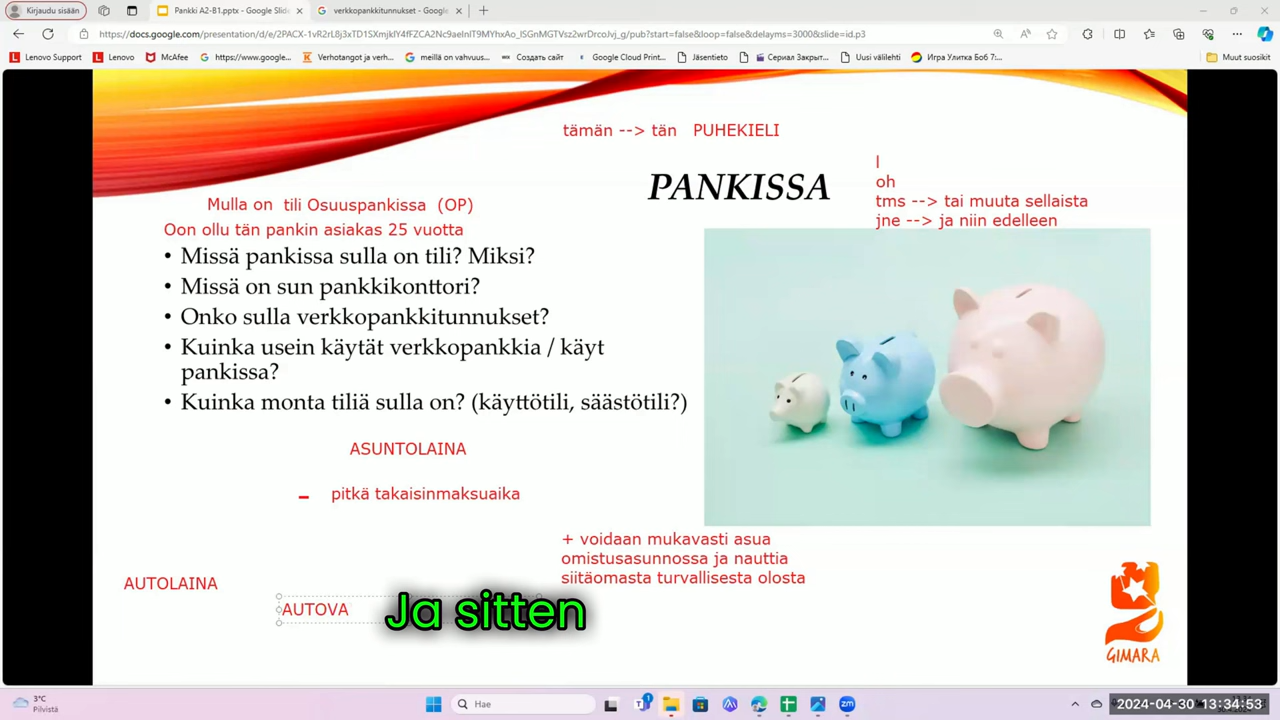 Kirjaudu sisään
Pankki A2-B1.pptx - Google Slid
verkkopankkitunnukset - Googl
https://docs.google.com/presentation/d/e/2PACX-1vR2rL8j3xTD1SXmjklY4fFZCA2Nc9aeInIT9MYhxAo_lSGnMGTVsz2wrDrcoJvj_g/pub?start=false&loop=false&delayms=3000&slide=id.p3
Lenovo Support
Lenovo
McAfee
https://www.google...
Verhotangot ja verh...
meillä on vahvuus...
Создать сайт
Google Cloud Print...
Jäsentieto
Сериал Закрыт...
Uusi välilehti
Игра Улитка Боб 7:...
Muut suosikit
tämän --> tän PUHEKIELI
PANKISSA
l
oh
tms --> tai muuta sellaista
jne --> ja niin edelleen
Mulla on tili Osuuspankissa (OP)
Oon ollu tän pankin asiakas 25 vuotta
• Missä pankissa sulla on tili? Miksi?
• Missä on sun pankkikonttori?
• Onko sulla verkkopankkitunnukset?
• Kuinka usein käytät verkkopankkia / käyt
pankissa?
• Kuinka monta tiliä sulla on? (käyttötili, säästötili?)
ASUNTOLAINA
- pitkä takaisinmaksuaika
+ voidaan mukavasti asua
omistusasunnossa ja nauttia
siitäomasta turvallisesta olosta
AUTOLAINA
AUTOVA
Ja sitten
GIMARA
3°C
Pilvistä
Hae
2024-04-30 13:34:53